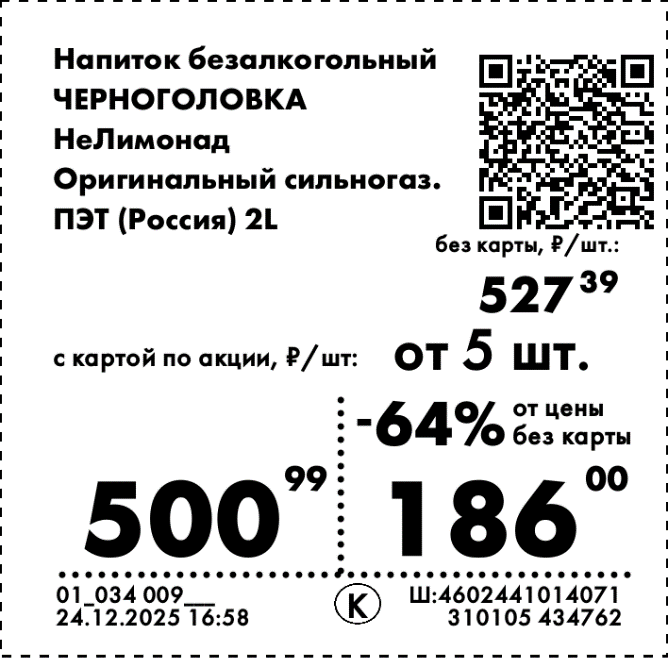 Напиток безалкогольный
ЧЕРНОГОЛОВКА
НеЛимонад
Оригинальный сильногаз.
ПЭТ (Россия) 2L
без карты, ₽/шт.:
527 39
с картой по акции, ₽/шт: от 5 шт.
-64% от цены
без карты
500 99
186 00
01_034 009___
24.12.2025 16:58
К
Ш:4602441014071
310105 434762